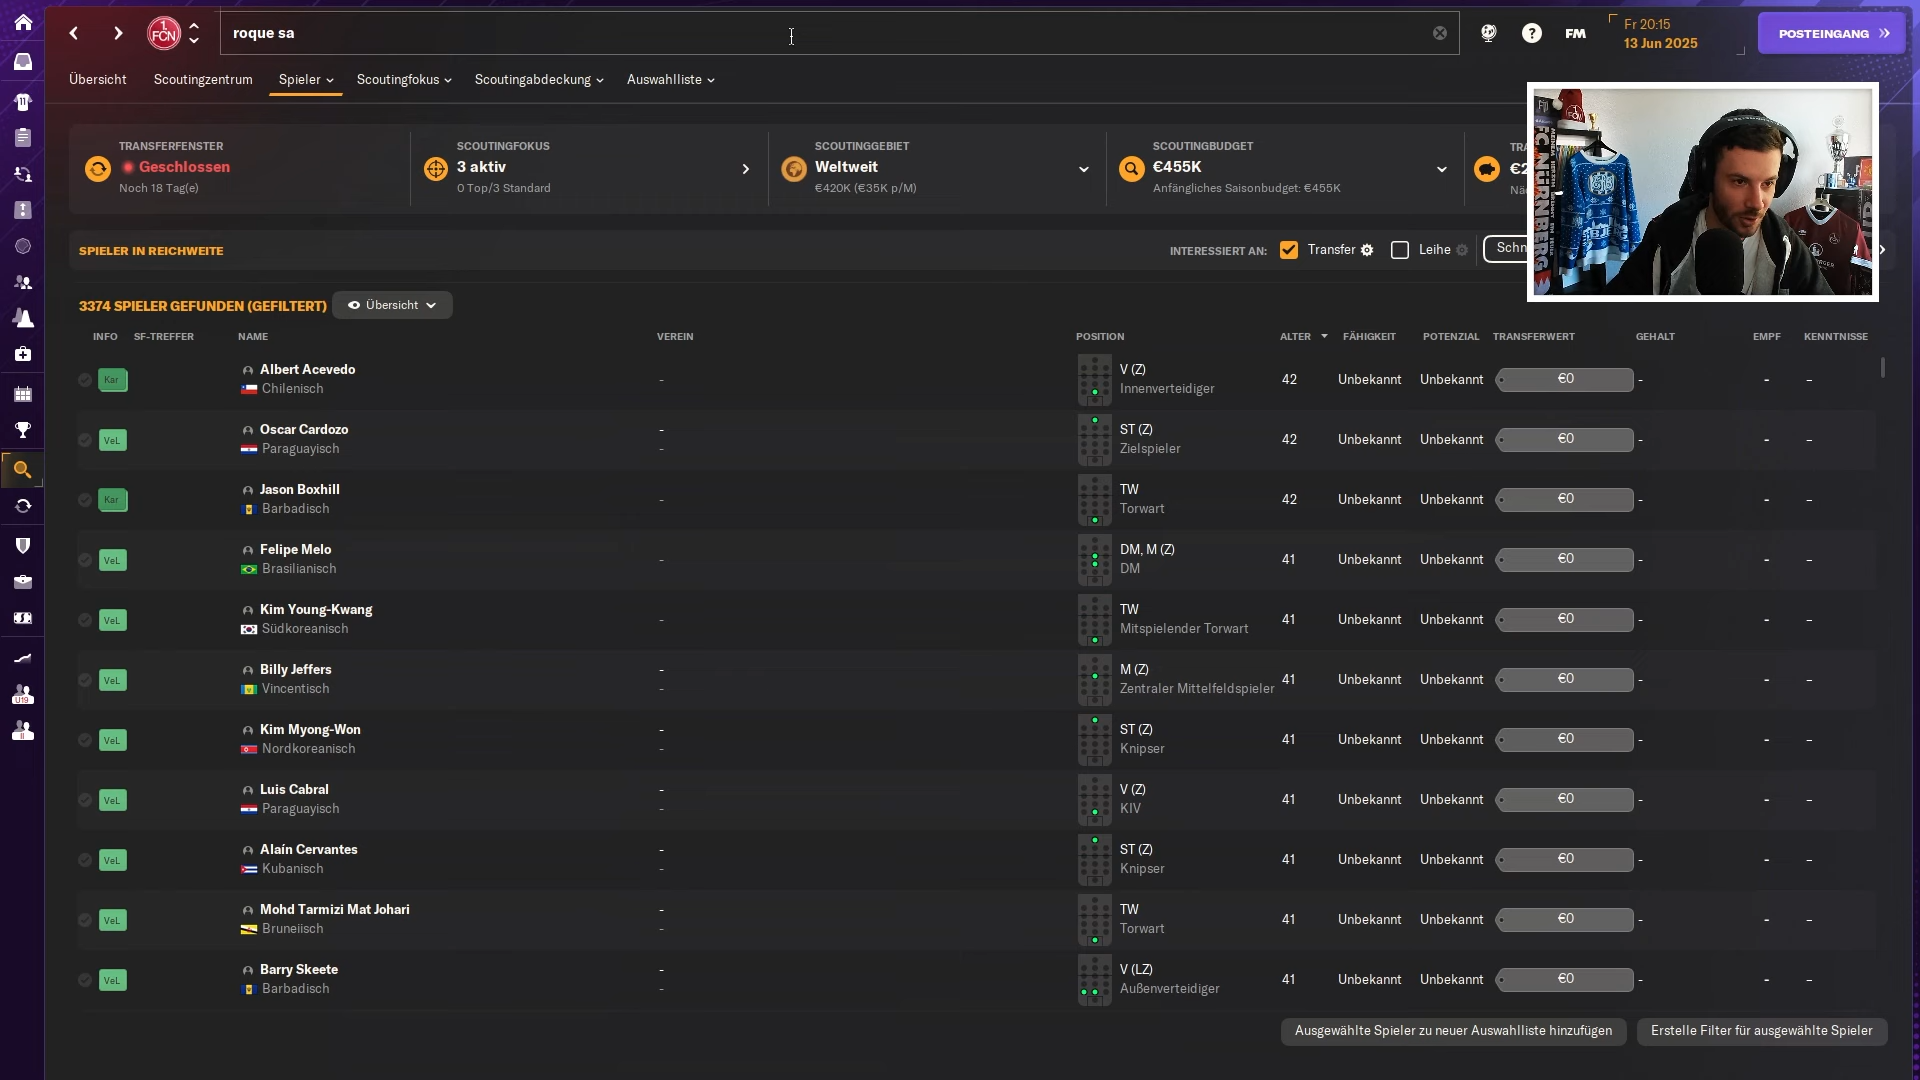 1. FCN
roque sa
FM
Fr 20:15
13 Jun 2025
POSTEINGANG
Übersicht
Scoutingzentrum
Spieler
Scoutingfokus
Scoutingabdeckung
Auswahlliste
TRANSFERFENSTER
Geschlossen
Noch 18 Tag(e)
SCOUTINGFOKUS
3 aktiv
0 Top/3 Standard
SCOUTINGGEBIET
Weltweit
€420K (€35K p/M)
SCOUTINGBUDGET
€455K
Anfängliches Saisonbudget: €455K
SPIELER IN REICHWEITE
INTERESSIERT AN:
Transfer
Leihe
FC NÜRNBERG
3374 SPIELER GEFUNDEN (GEFILTERT)
Übersicht
INFO SF-TREFFER NAME VEREIN POSITION ALTER FÄHIGKEIT POTENZIAL TRANSFERWERT GEHALT EMPF KENNTNISSE
Kar Albert Acevedo - V (Z) 42 Unbekannt Unbekannt €0 - - -
Chilenisch Innenverteidiger
VeL Oscar Cardozo - ST (Z) 42 Unbekannt Unbekannt €0 - - -
Paraguayisch - Zielspieler
Kar Jason Boxhill - TW 42 Unbekannt Unbekannt €0 - - -
Barbadisch Torwart
VeL Felipe Melo - DM, M (Z) 41 Unbekannt Unbekannt €0 - - -
Brasilianisch DM
VeL Kim Young-Kwang - TW 41 Unbekannt Unbekannt €0 - - -
Südkoreanisch Mitspielender Torwart
VeL Billy Jeffers - M (Z) 41 Unbekannt Unbekannt €0 - - -
Vincentisch - Zentraler Mittelfeldspieler
VeL Kim Myong-Won - ST (Z) 41 Unbekannt Unbekannt €0 - - -
Nordkoreanisch - Knipser
VeL Luis Cabral - V (Z) 41 Unbekannt Unbekannt €0 - - -
Paraguayisch - KIV
VeL Alaín Cervantes - ST (Z) 41 Unbekannt Unbekannt €0 - - -
Kubanisch - Knipser
VeL Mohd Tarmizi Mat Johari - TW 41 Unbekannt Unbekannt €0 - - -
Bruneiisch - Torwart
VeL Barry Skeete - V (LZ) 41 Unbekannt Unbekannt €0 - - -
Barbadisch - Außenverteidiger
Ausgewählte Spieler zu neuer Auswahlliste hinzufügen
Erstelle Filter für ausgewählte Spieler
U19
II
11